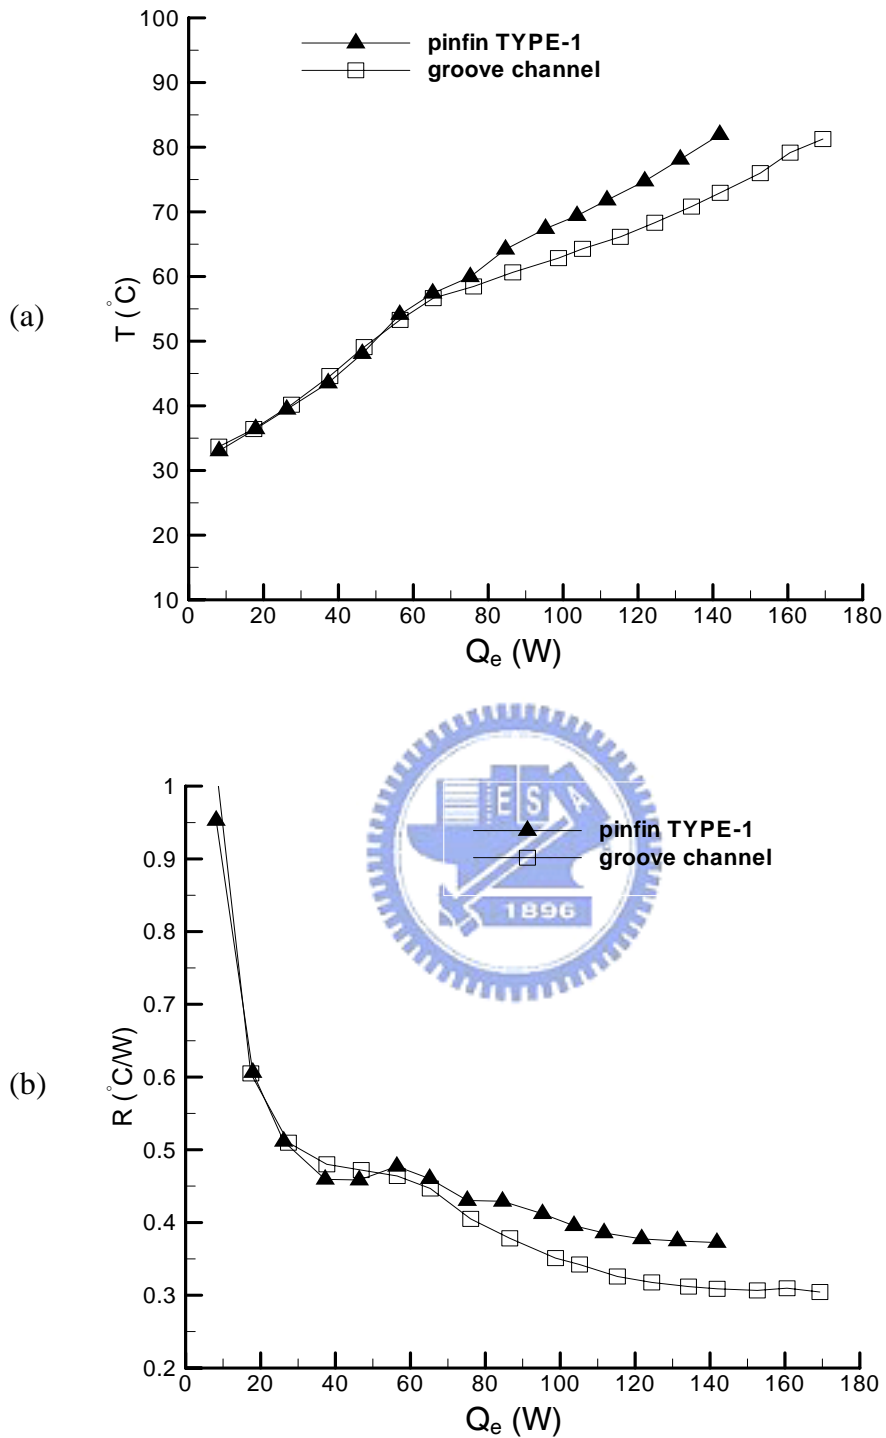 100
90
80
70
60
50
40
30
20
10
T (°C)
(a)
pinfin TYPE-1
groove channel
0 20 40 60 80 100 120 140 160 180
Qe (W)
1
0.9
0.8
0.7
0.6
0.5
0.4
0.3
0.2
R (°C/W)
(b)
E S A
1896
pinfin TYPE-1
groove channel
0 20 40 60 80 100 120 140 160 180
Qe (W)